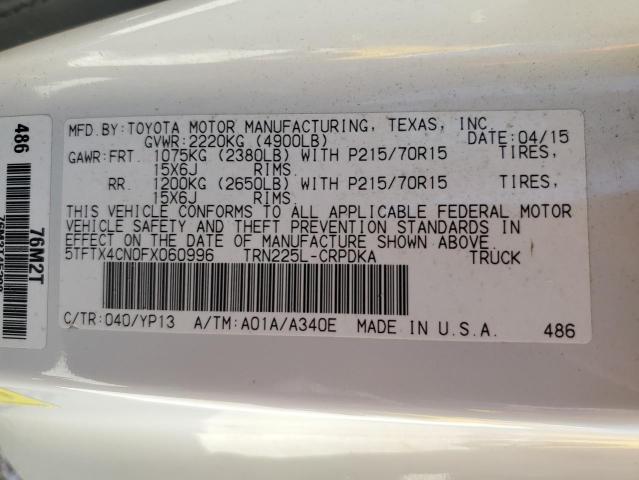 MFD.BY:TOYOTA MOTOR MANUFACTURING, TEXAS, INC.
GVWR:2220KG (4900LB) DATE:04/15
GAWR:FRT. 1075KG (2380LB) WITH P215/70R15 TIRES,
15X6J RIMS,
RR. 1200KG (2650LB) WITH P215/70R15 TIRES,
15X6J RIMS.
THIS VEHICLE CONFORMS TO ALL APPLICABLE FEDERAL MOTOR
VEHICLE SAFETY AND THEFT PREVENTION STANDARDS IN
EFFECT ON THE DATE OF MANUFACTURE SHOWN ABOVE.
5TFTX4CN0FX060996 TRN225L-CRPDKA TRUCK
C/TR:040/YP13 A/TM:A01A/A340E MADE IN U.S.A. 486
486
76M2T